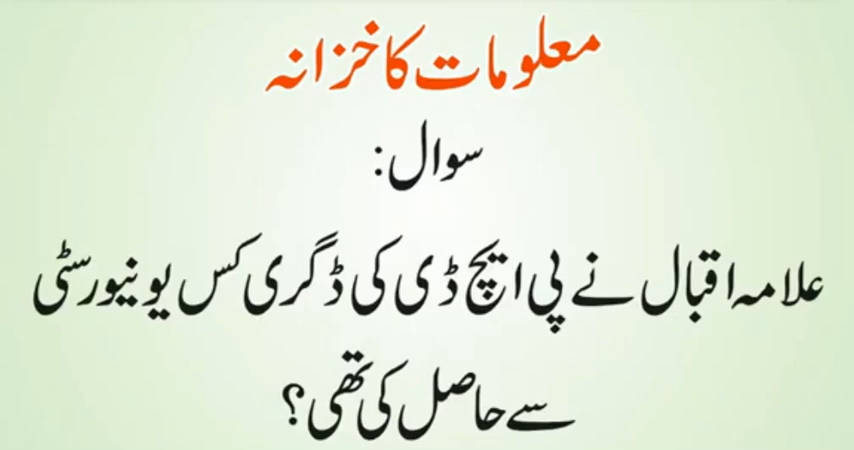 معلومات کا خزانہ
سوال:
علامہ اقبال نے پی ایچ ڈی کی ڈگری کس یونیورسٹی
سے حاصل کی تھی؟